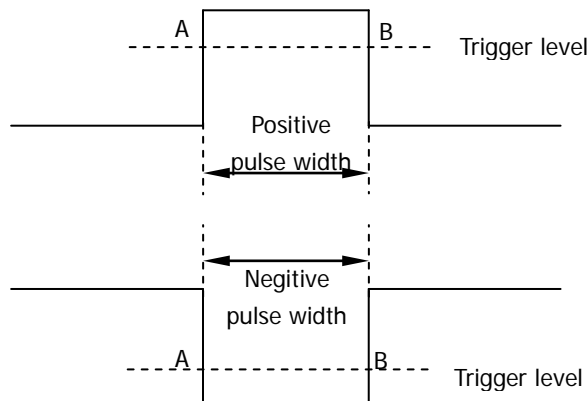 A
B
Trigger level
Positive
pulse width
Negitive
pulse width
A
B
Trigger level